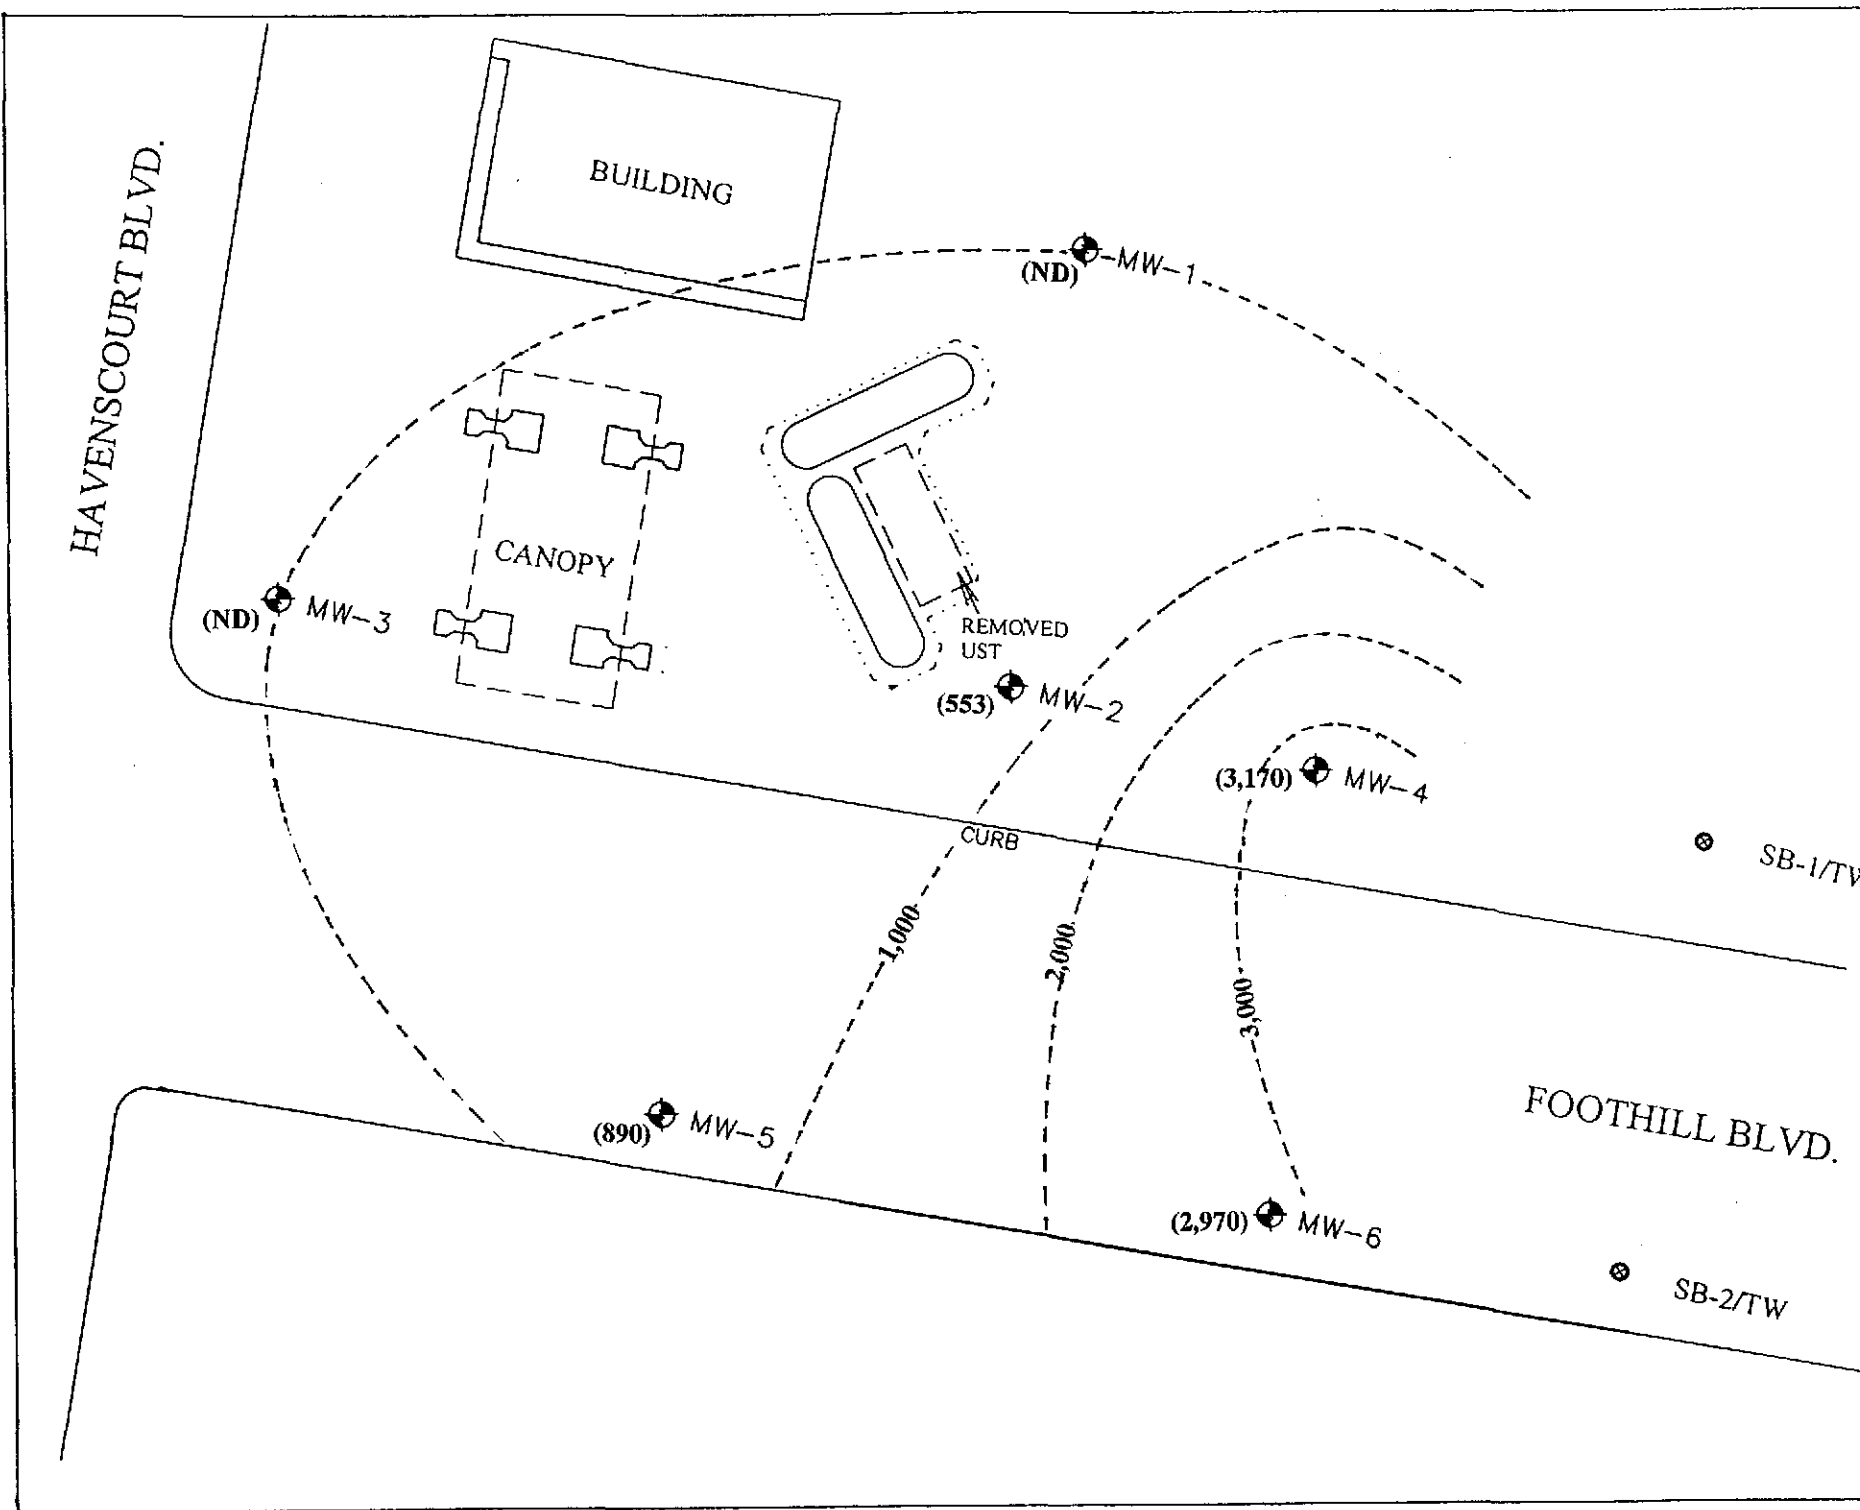 BUILDING
HAVENSCOURT BLVD.
MW-1
(ND)
CANOPY
MW-3
(ND)
REMOVED
UST
MW-2
(553)
(3,170)
MW-4
CURB
SB-1/TW
1,000
2,000
3,000
FOOTHILL BLVD.
MW-5
(890)
(2,970)
MW-6
SB-2/TW